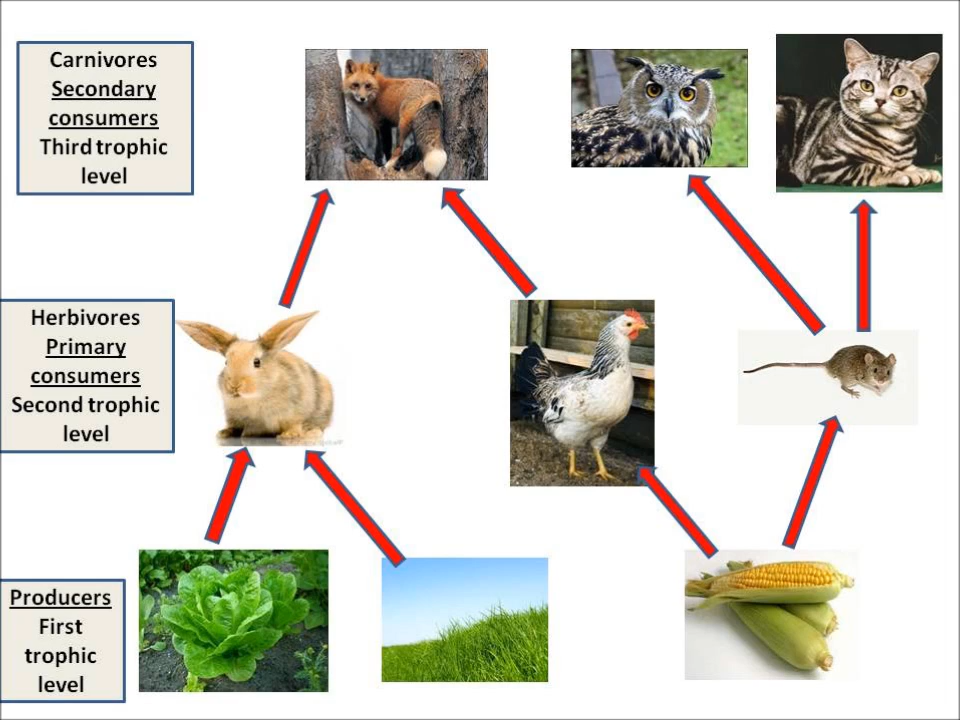 Carnivores
Secondary
consumers
Third trophic
level
Herbivores
Primary
consumers
Second trophic
level
Producers
First
trophic
level